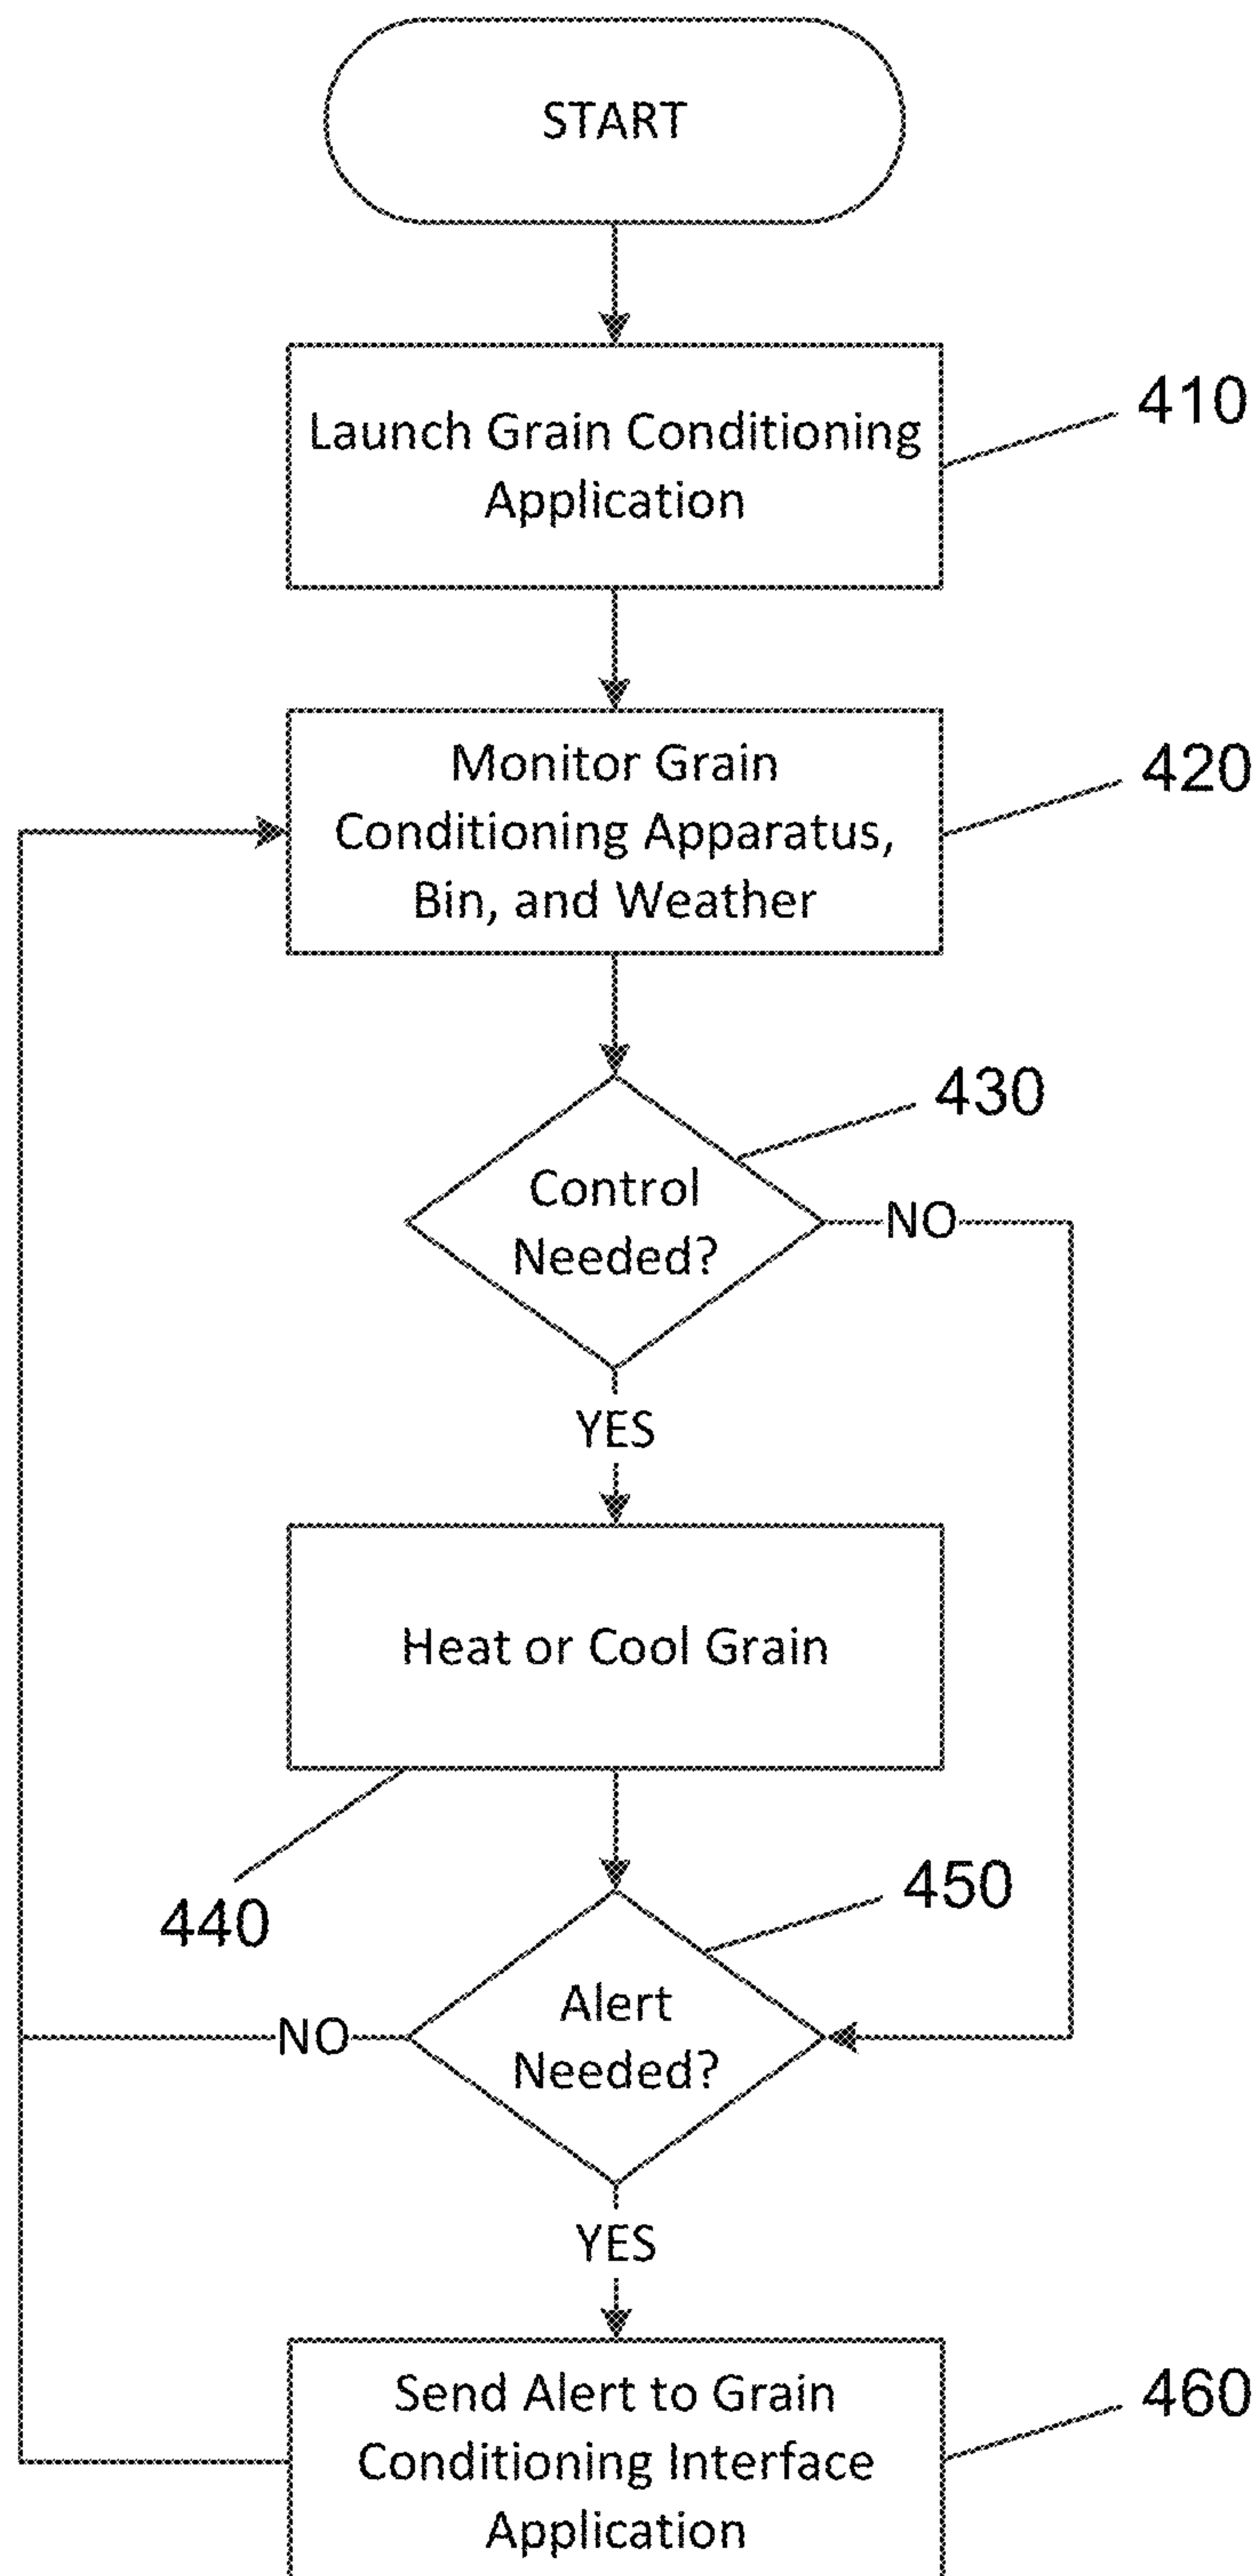 START
Launch Grain Conditioning
Application
410
Monitor Grain
Conditioning Apparatus,
Bin, and Weather
420
430
Control
Needed?
NO
YES
Heat or Cool Grain
440
450
Alert
Needed?
NO
YES
Send Alert to Grain
Conditioning Interface
Application
460